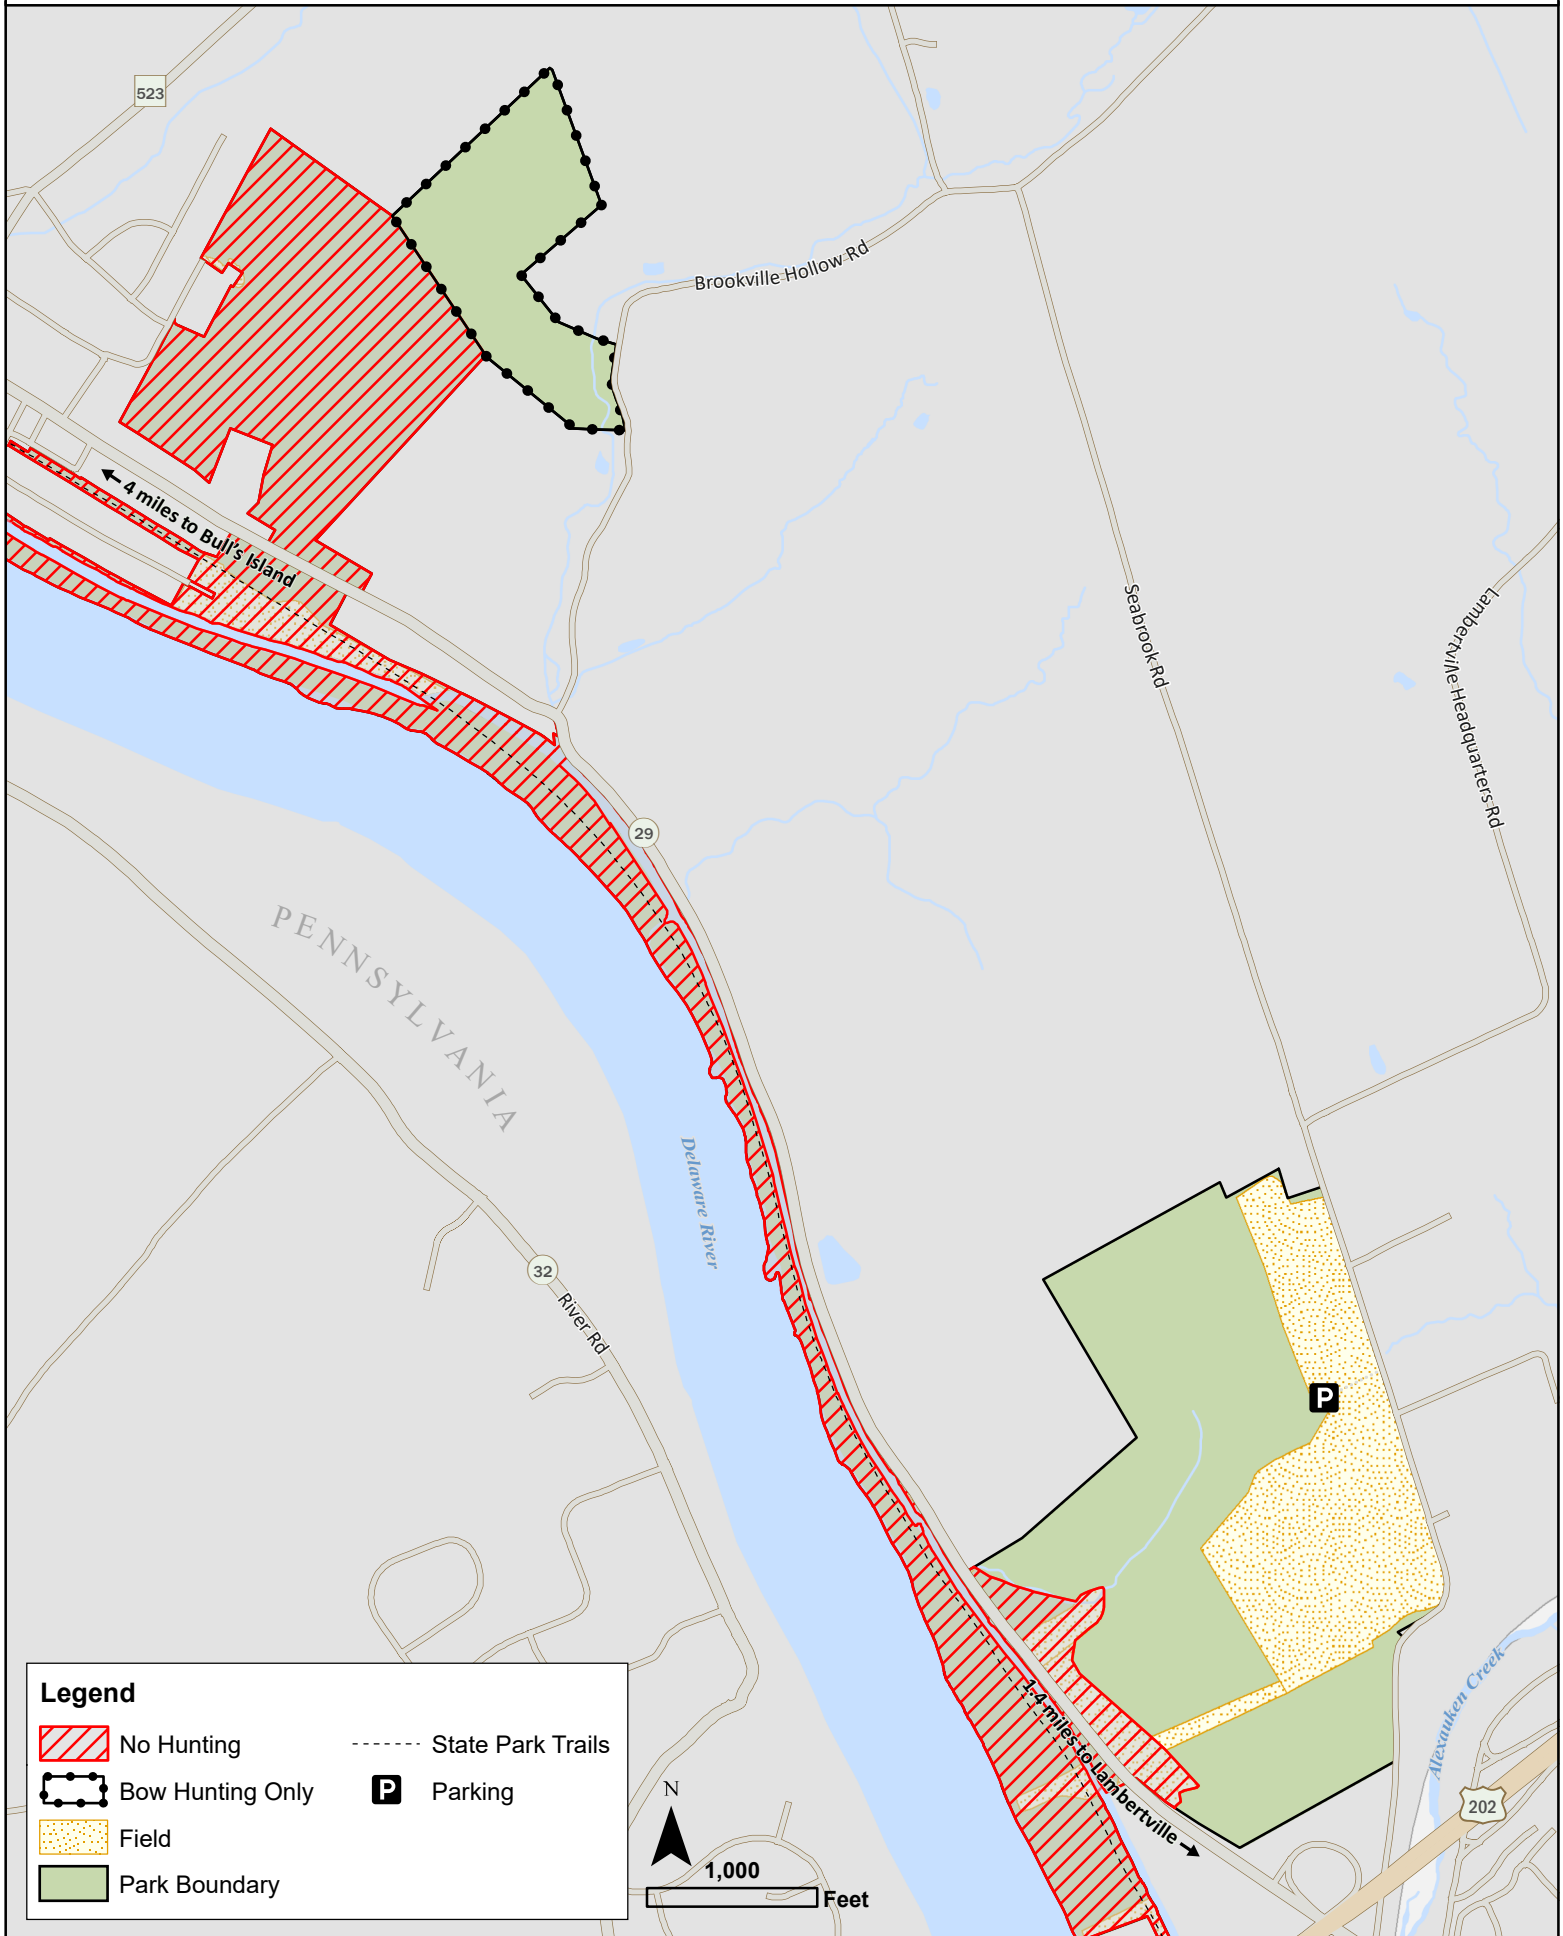 523
Brookville Hollow Rd
4 miles to Bull's Island
Seabrook Rd
Lambertville Headquarters Rd
29
PENNSYLVANIA
Delaware River
32
River Rd
P
1.4 miles to Lambertville
Alexauken Creek
202
Legend
No Hunting
State Park Trails
Bow Hunting Only
P
Parking
Field
Park Boundary
N
1,000
Feet